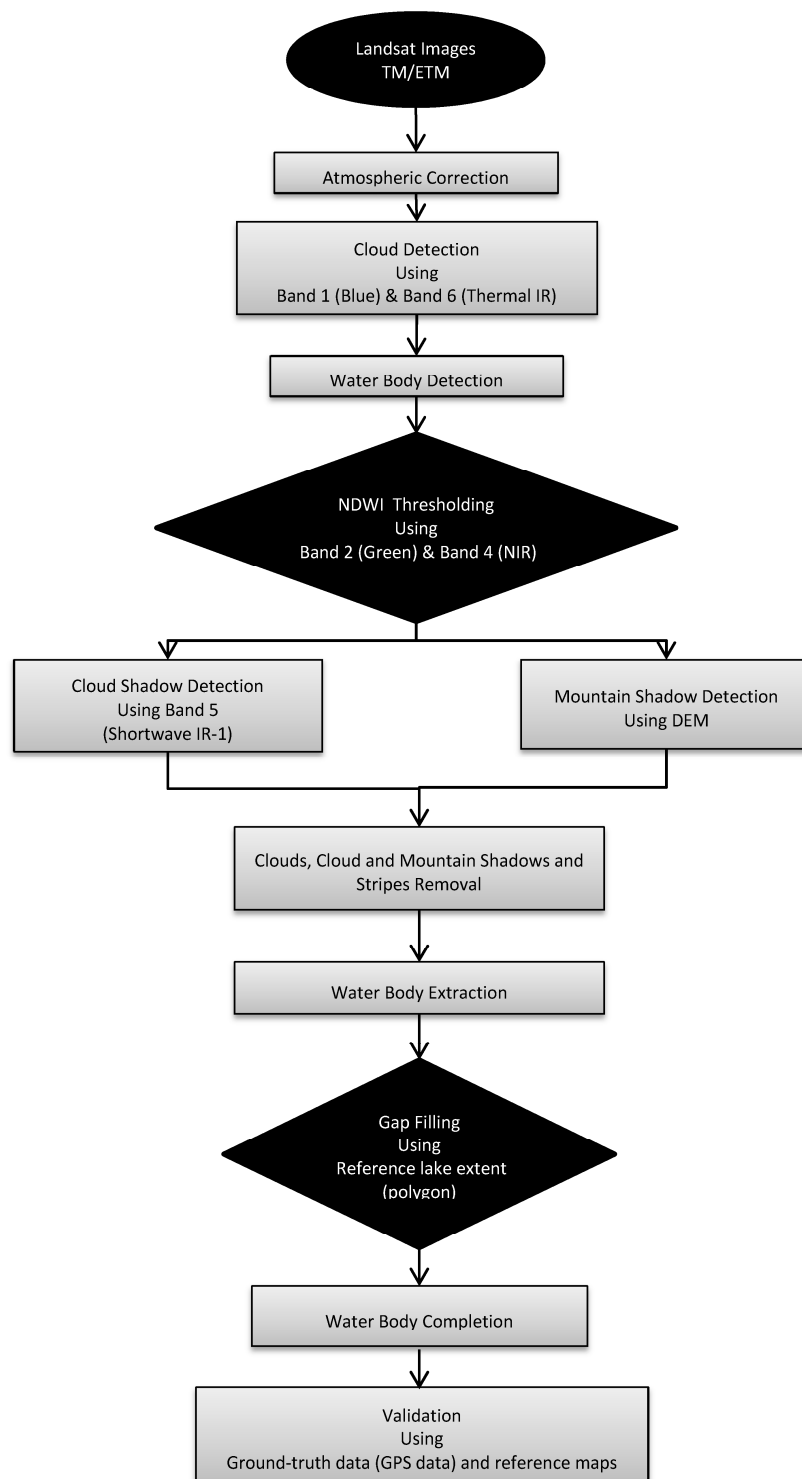 Landsat Images
TM/ETM
Atmospheric Correction
Cloud Detection
Using
Band 1 (Blue) & Band 6 (Thermal IR)
Water Body Detection
NDWI Thresholding
Using
Band 2 (Green) & Band 4 (NIR)
Cloud Shadow Detection
Using Band 5
(Shortwave IR-1)
Mountain Shadow Detection
Using DEM
Clouds, Cloud and Mountain Shadows and
Stripes Removal
Water Body Extraction
Gap Filling
Using
Reference lake extent
(polygon)
Water Body Completion
Validation
Using
Ground-truth data (GPS data) and reference maps